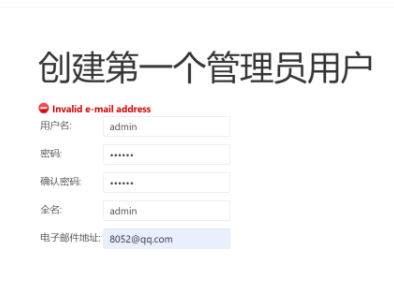 创建第一个管理员用户
Invalid e-mail address
用户名: admin
密码: ••••••
确认密码: ••••••
全名: admin
电子邮件地址: 8052@qq.com